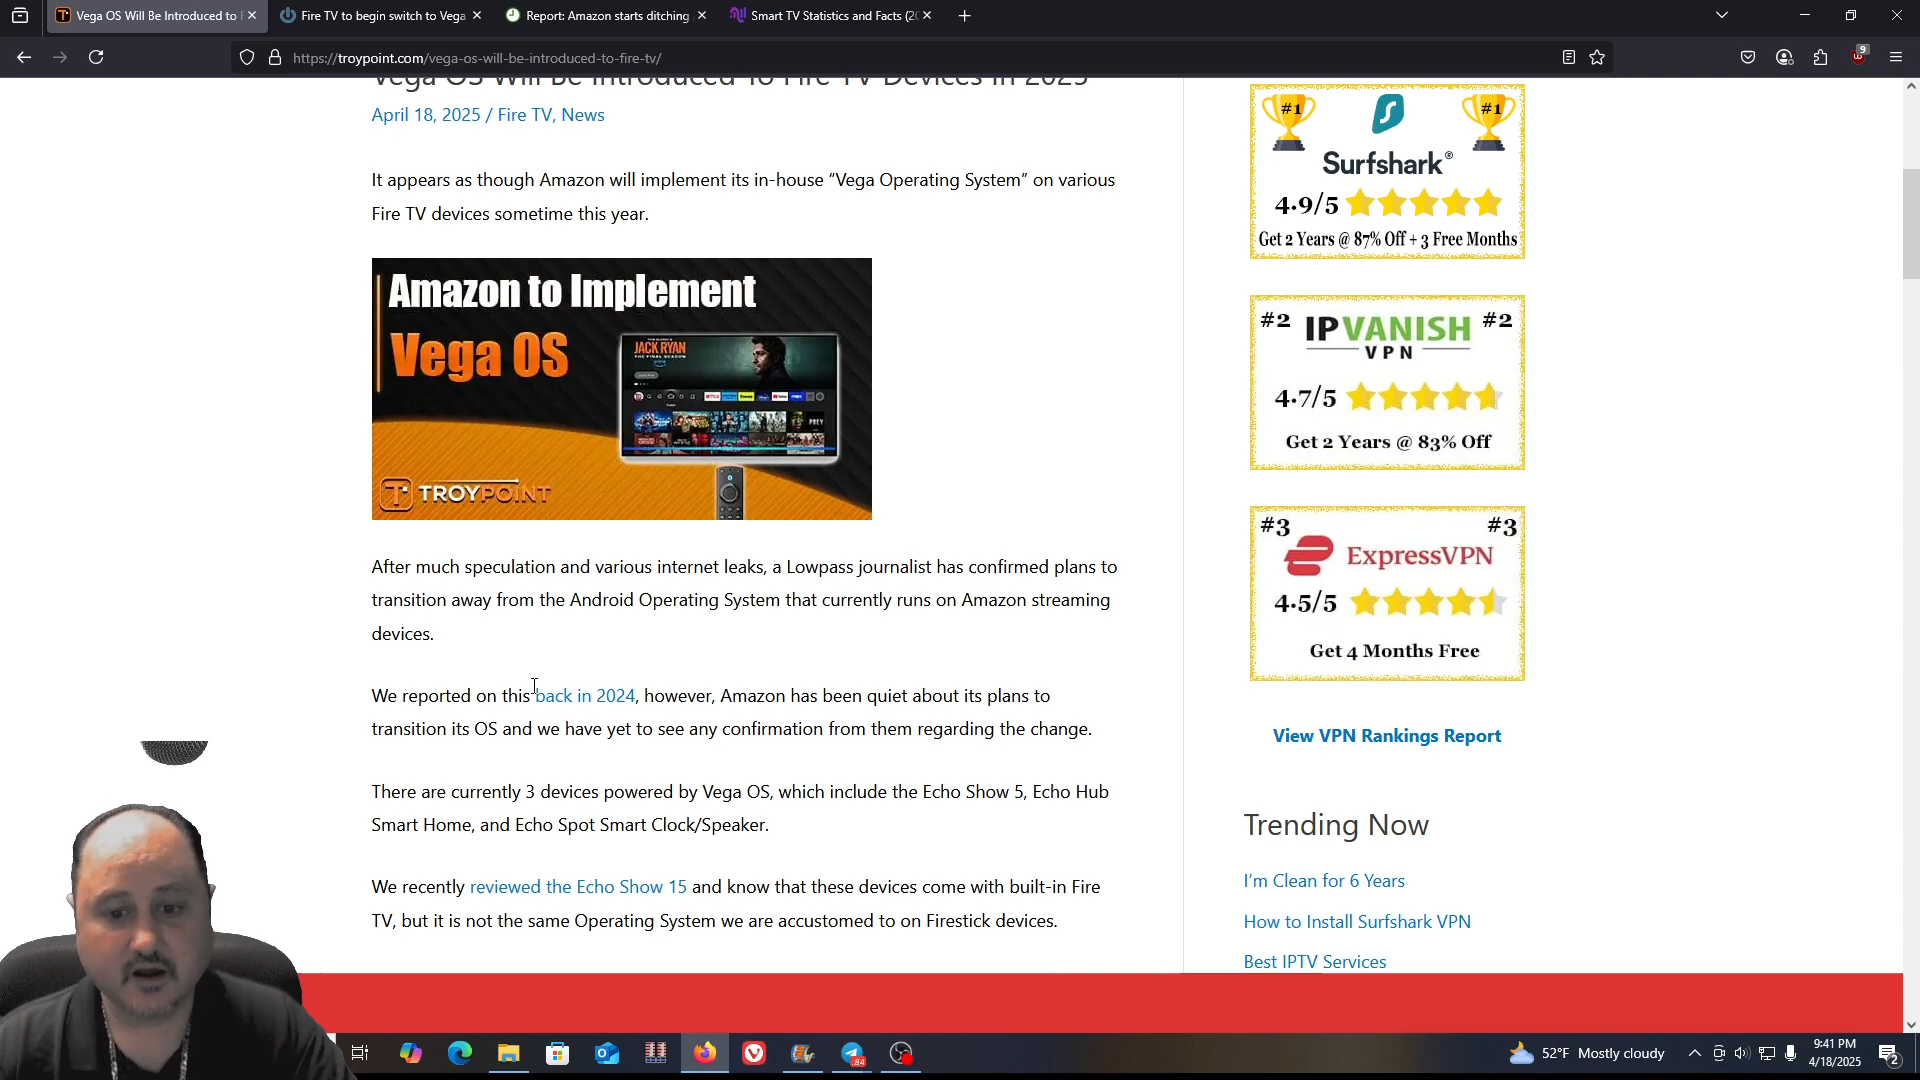 Vega OS Will Be Introduced to F
Fire TV to begin switch to Vega
Report: Amazon starts ditching
Smart TV Statistics and Facts (20
https://troypoint.com/vega-os-will-be-introduced-to-fire-tv/
9
Vega OS Will Be Introduced To Fire TV Devices In 2025
April 18, 2025 / Fire TV, News
It appears as though Amazon will implement its in-house “Vega Operating System” on various
Fire TV devices sometime this year.
Amazon to Implement
Vega OS
JACK RYAN
TROYPOINT
After much speculation and various internet leaks, a Lowpass journalist has confirmed plans to
transition away from the Android Operating System that currently runs on Amazon streaming
devices.
We reported on this back in 2024, however, Amazon has been quiet about its plans to
transition its OS and we have yet to see any confirmation from them regarding the change.
There are currently 3 devices powered by Vega OS, which include the Echo Show 5, Echo Hub
Smart Home, and Echo Spot Smart Clock/Speaker.
We recently reviewed the Echo Show 15 and know that these devices come with built-in Fire
TV, but it is not the same Operating System we are accustomed to on Firestick devices.
#1 #1
Surfshark®
4.9/5
Get 2 Years @ 87% Off + 3 Free Months
#2 IPVANISH #2
VPN
4.7/5
Get 2 Years @ 83% Off
#3 #3
ExpressVPN
4.5/5
Get 4 Months Free
View VPN Rankings Report
Trending Now
I’m Clean for 6 Years
How to Install Surfshark VPN
Best IPTV Services
84
52°F Mostly cloudy
9:41 PM
4/18/2025
2